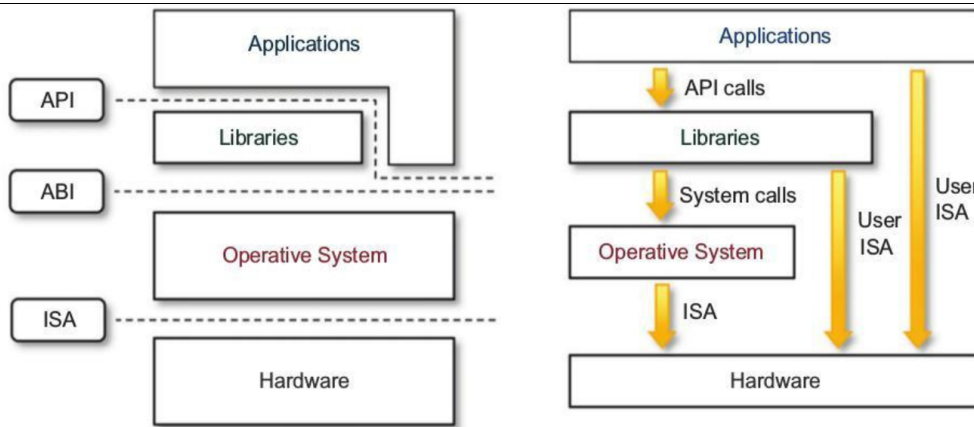 Applications
API
Libraries
ABI
Operative System
ISA
Hardware
Applications
API calls
Libraries
System calls
User
ISA
User
ISA
Operative System
ISA
Hardware